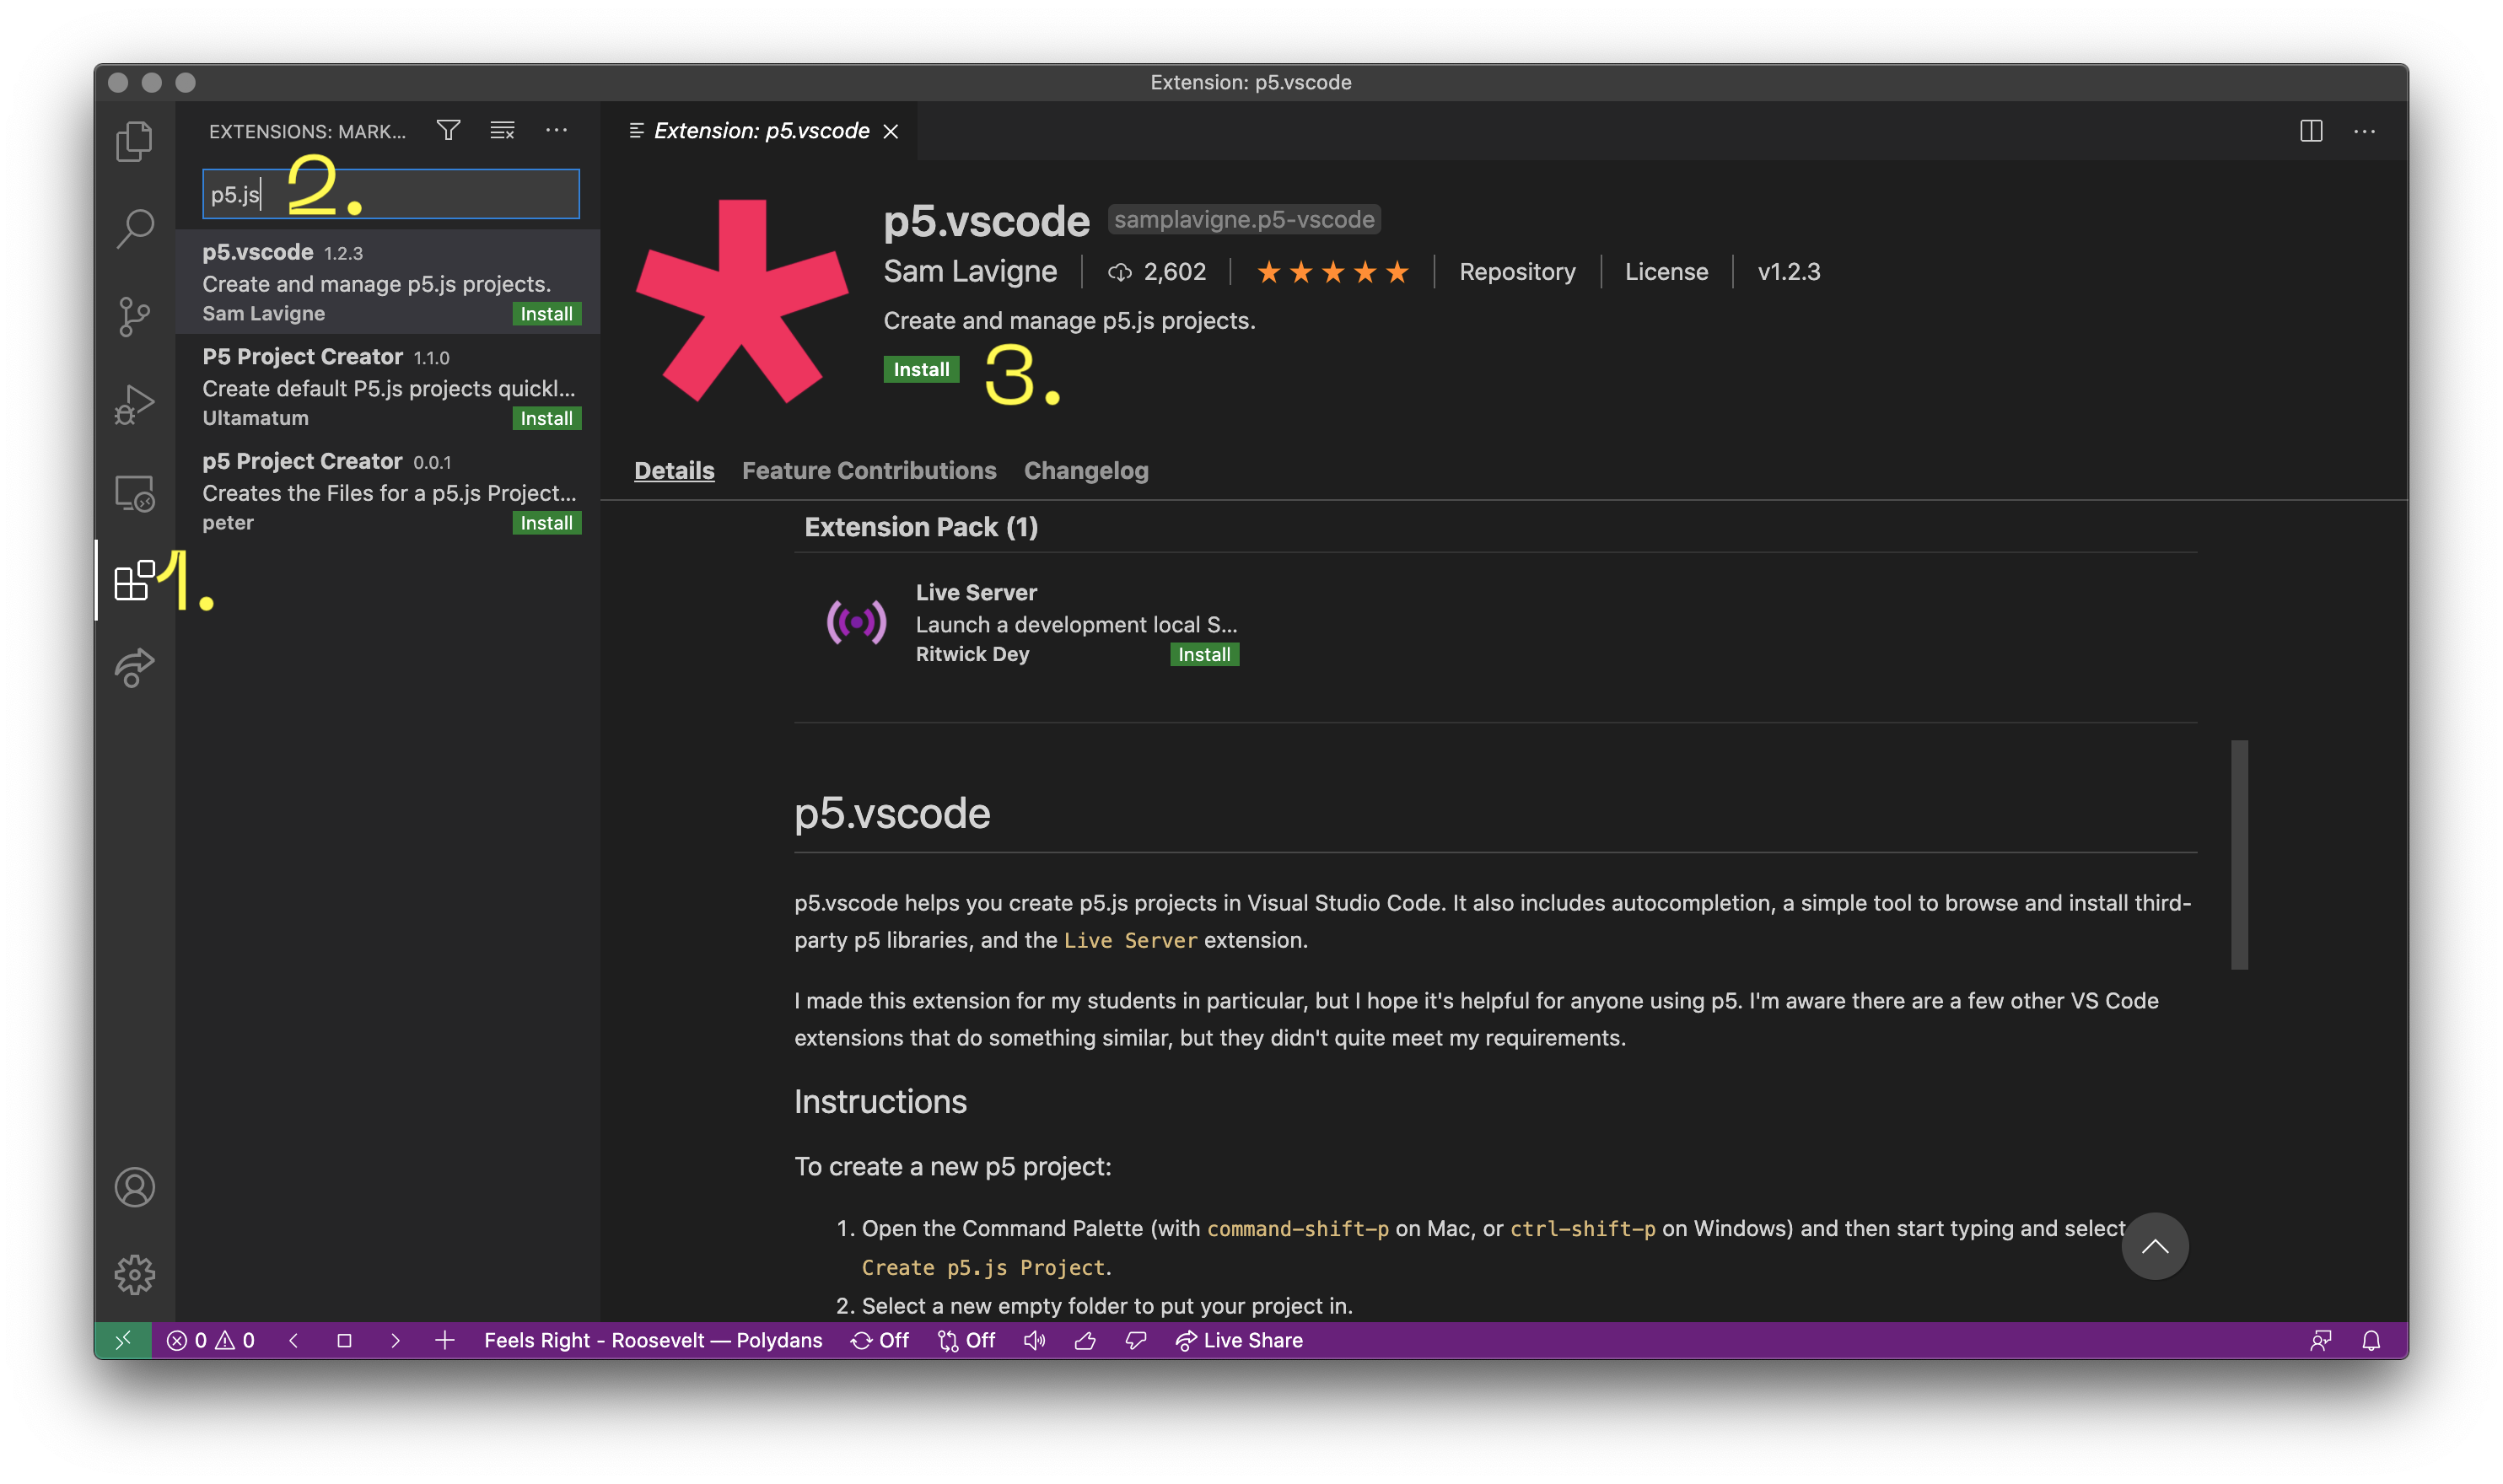 Extension: p5.vscode
EXTENSIONS: MARK...
p5.js
2.
p5.vscode 1.2.3
Create and manage p5.js projects.
Sam Lavigne Install
P5 Project Creator 1.1.0
Create default P5.js projects quickl...
Ultamatum Install
p5 Project Creator 0.0.1
Creates the Files for a p5.js Project...
peter Install
1.
Extension: p5.vscode
p5.vscode samplavigne.p5-vscode
Sam Lavigne 2,602 Repository License v1.2.3
Create and manage p5.js projects.
Install
3.
Details Feature Contributions Changelog
Extension Pack (1)
Live Server
Launch a development local S...
Ritwick Dey Install
p5.vscode
p5.vscode helps you create p5.js projects in Visual Studio Code. It also includes autocompletion, a simple tool to browse and install third-
party p5 libraries, and the Live Server extension.
I made this extension for my students in particular, but I hope it's helpful for anyone using p5. I'm aware there are a few other VS Code
extensions that do something similar, but they didn't quite meet my requirements.
Instructions
To create a new p5 project:
1. Open the Command Palette (with command-shift-p on Mac, or ctrl-shift-p on Windows) and then start typing and select
Create p5.js Project.
2. Select a new empty folder to put your project in.
0 0 Feels Right - Roosevelt — Polydans Off Off Live Share